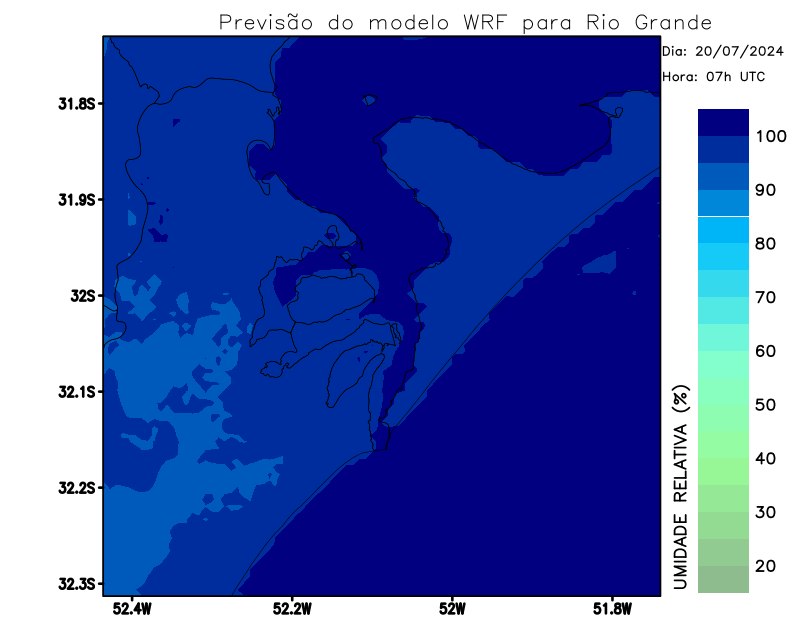 Previsão do modelo WRF para Rio Grande
Dia: 20/07/2024
Hora: 07h UTC
31.8S
31.9S
32S
32.1S
32.2S
32.3S
52.4W
52.2W
52W
51.8W
100
90
80
70
60
50
40
30
20
UMIDADE RELATIVA (%)